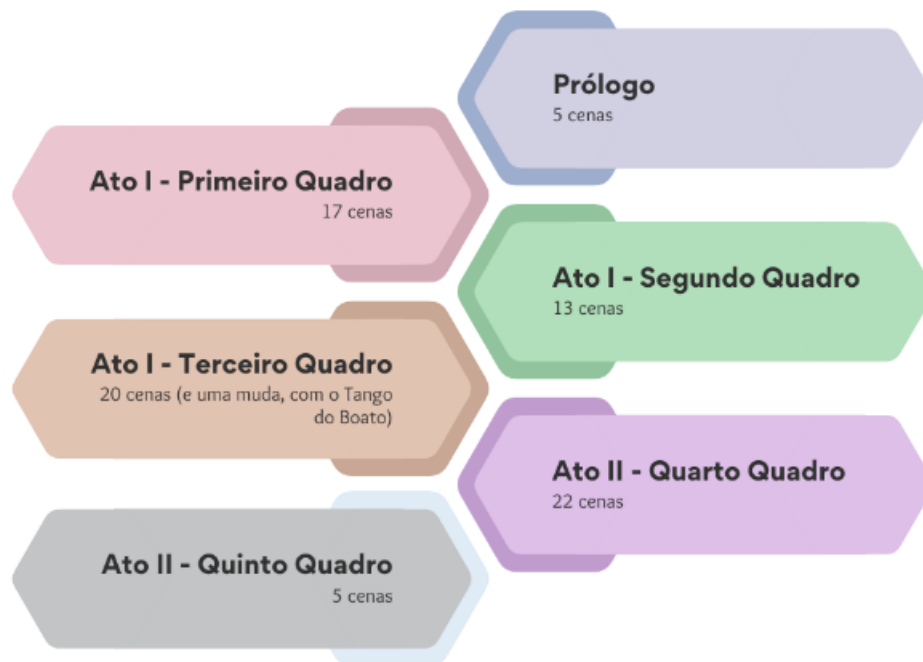 Prólogo
5 cenas
Ato I - Primeiro Quadro
17 cenas
Ato I - Segundo Quadro
13 cenas
Ato I - Terceiro Quadro
20 cenas (e uma muda, com o Tango
do Boato)
Ato II - Quarto Quadro
22 cenas
Ato II - Quinto Quadro
5 cenas